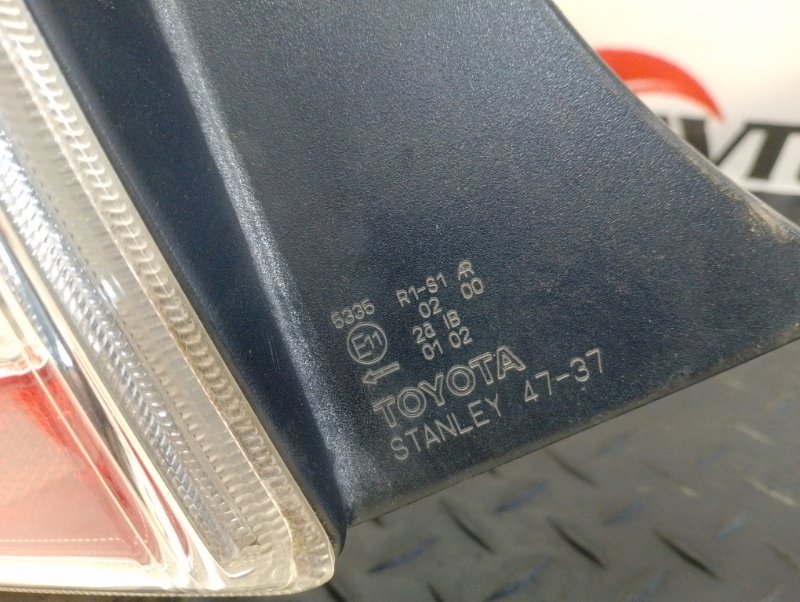 5335 R1-S1 AR
02 00
E11 2a IB
01 02
TOYOTA
STANLEY 47-37